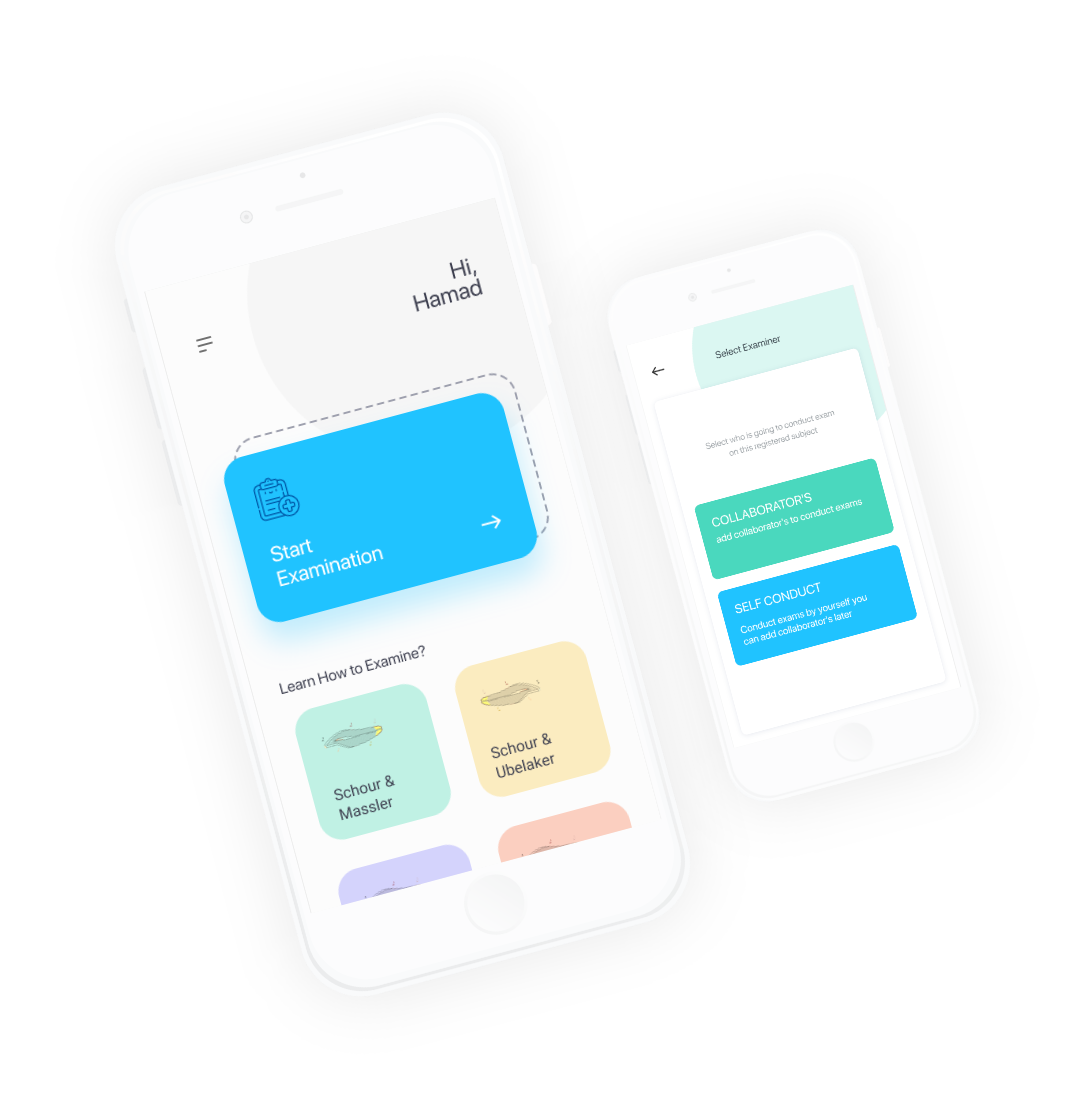 Hi,
Hamad
Start
Examination
Learn How to Examine?
Schour &
Massler
Schour &
Ubelaker
Select Examiner
Select who is going to conduct exam
on this registered subject
COLLABORATOR'S
add collaborator's to conduct exams
SELF CONDUCT
Conduct exams by yourself you
can add collaborator's later